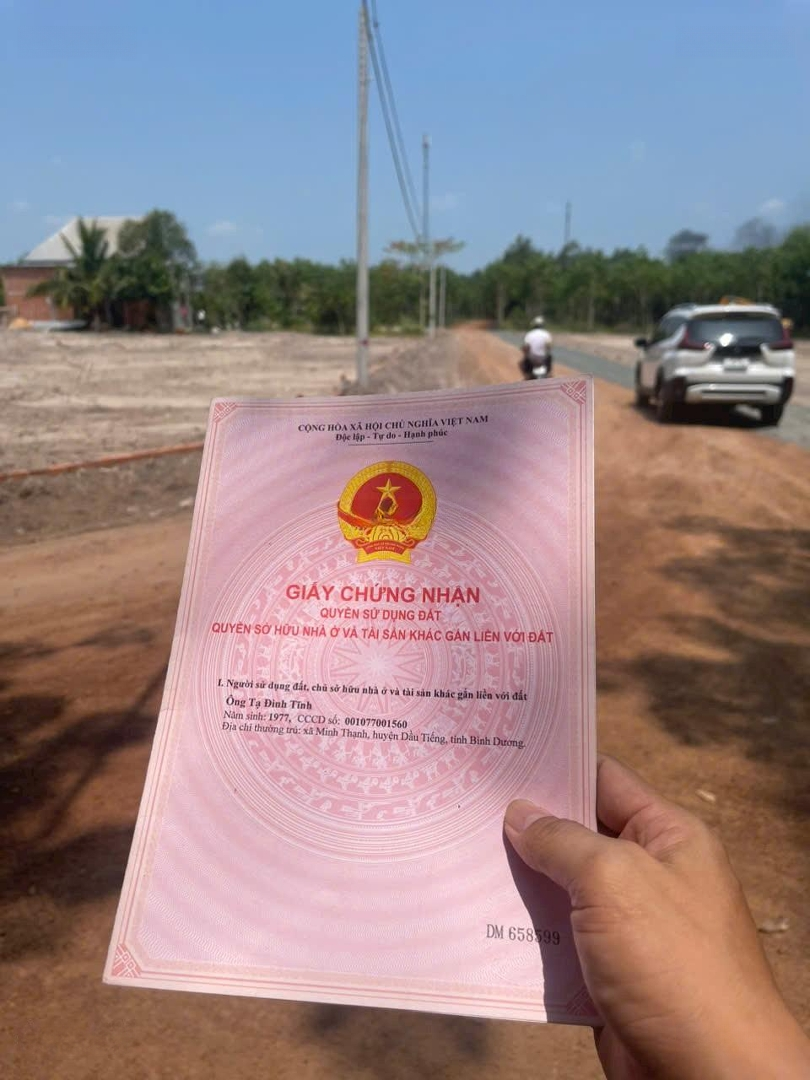 CỘNG HÒA XÃ HỘI CHỦ NGHĨA VIỆT NAM
Độc lập - Tự do - Hạnh phúc
VIỆT NAM
GIẤY CHỨNG NHẬN
QUYỀN SỬ DỤNG ĐẤT
QUYỀN SỞ HỮU NHÀ Ở VÀ TÀI SẢN KHÁC GẮN LIỀN VỚI ĐẤT
I. Người sử dụng đất, chủ sở hữu nhà ở và tài sản khác gắn liền với đất
Ông Tạ Đình Tĩnh
Năm sinh: 1977, CCCD số: 001077001560
Địa chỉ thường trú: xã Minh Thạnh, huyện Dầu Tiếng, tỉnh Bình Dương.
DM 658599